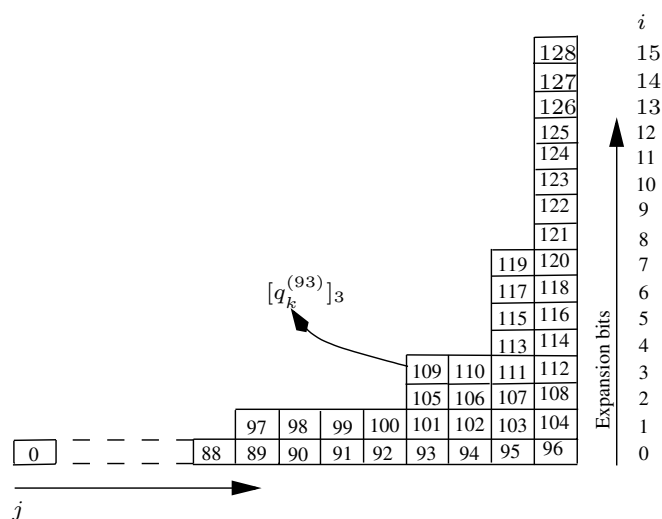 i
128 15
127 14
126 13
125 12
124 11
123 10
122 9
121 8
119 120 7
[q_k^{(93)}]_3
117 118 6
115 116 5
113 114 4
109 110 111 112 3
105 106 107 108 2
97 98 99 100 101 102 103 104 1
0 88 89 90 91 92 93 94 95 96 0
Expansion bits
j